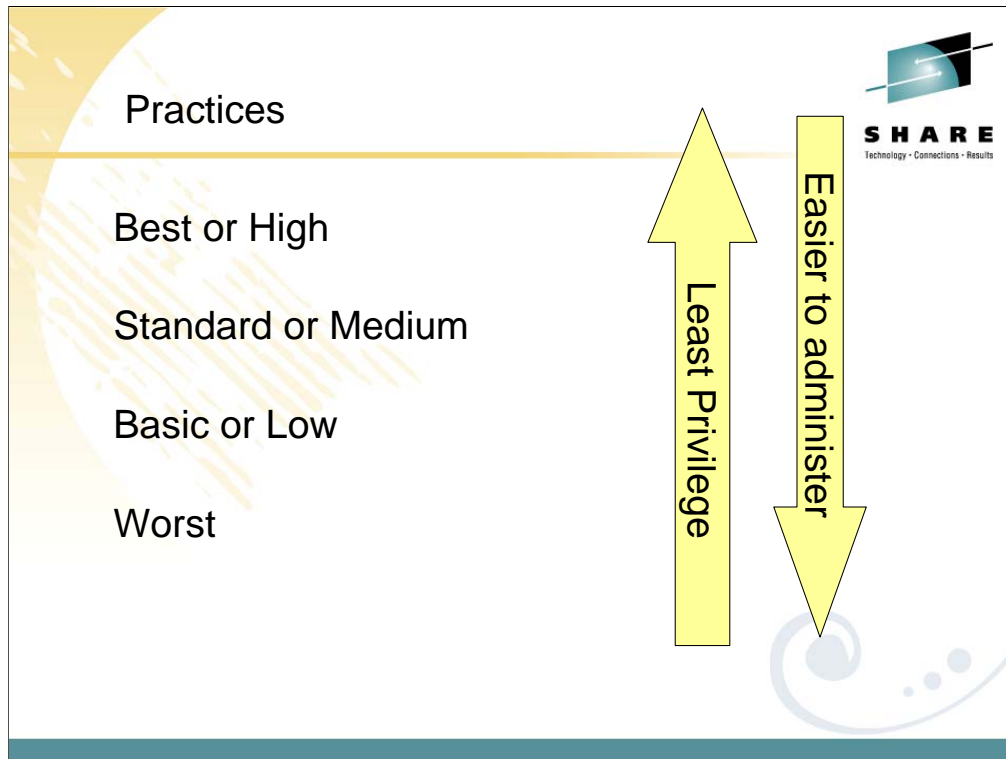 Practices
SHARE
Technology • Connections • Results
Best or High
Standard or Medium
Basic or Low
Worst
Least Privilege
Easier to administer